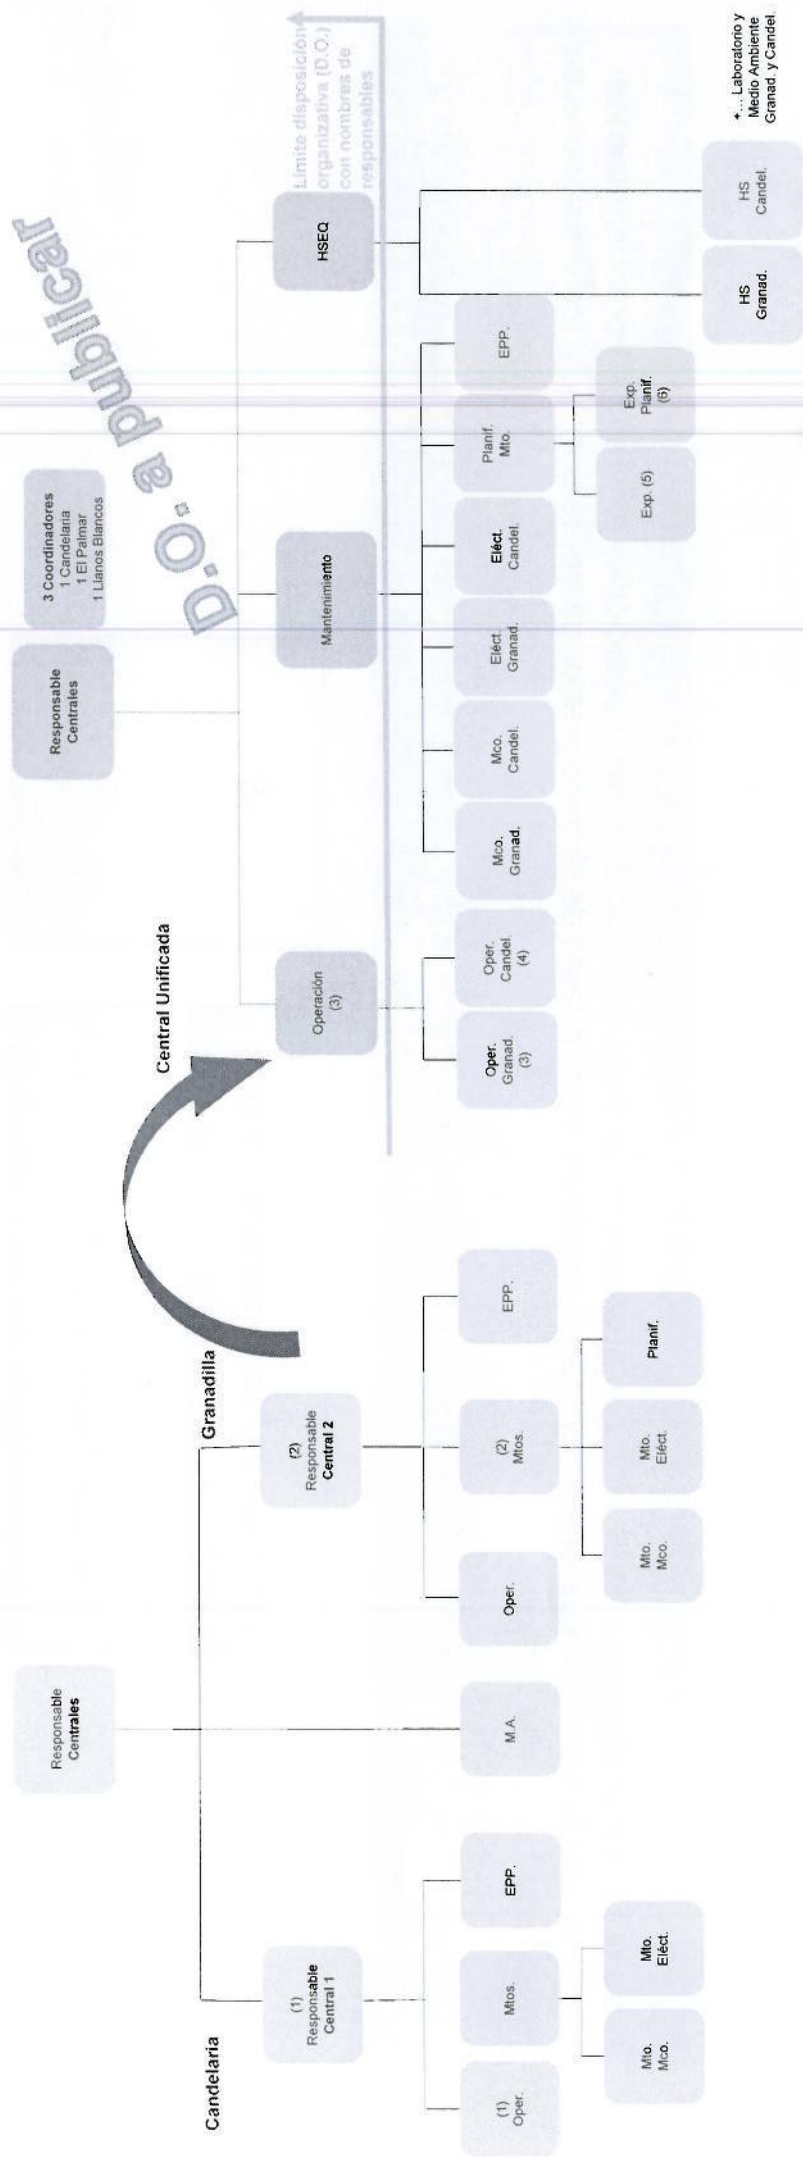 Responsable
Centrales
Candelaria
Granadilla
(1)
Responsable
Central 1
(2)
Responsable
Central 2
(1)
Oper.
Mtos.
EPP.
M.A.
Oper.
(2)
Mtos.
EPP.
Mto.
Mco.
Mto.
Eléct.
Mto.
Mco.
Mto.
Eléct.
Planif.
Central Unificada
D.O. a publicar
Responsable
Centrales
3 Coordinadores
1 Candelaria
1 El Palmar
1 Llanos Blancos
Operación
(3)
Mantenimiento
HSEQ
Límite disposición
organizativa (D.O.)
con nombres de
responsables
Oper.
Granad.
(3)
Oper.
Candel.
(4)
Mco.
Granad.
Mco.
Candel.
Eléct.
Granad.
Eléct.
Candel.
Planif.
Mto.
EPP.
Exp. (5)
Exp.
Planif.
(6)
HS
Granad.
HS
Candel.
+... Laboratorio y
Medio Ambiente
Granad. y Candel.